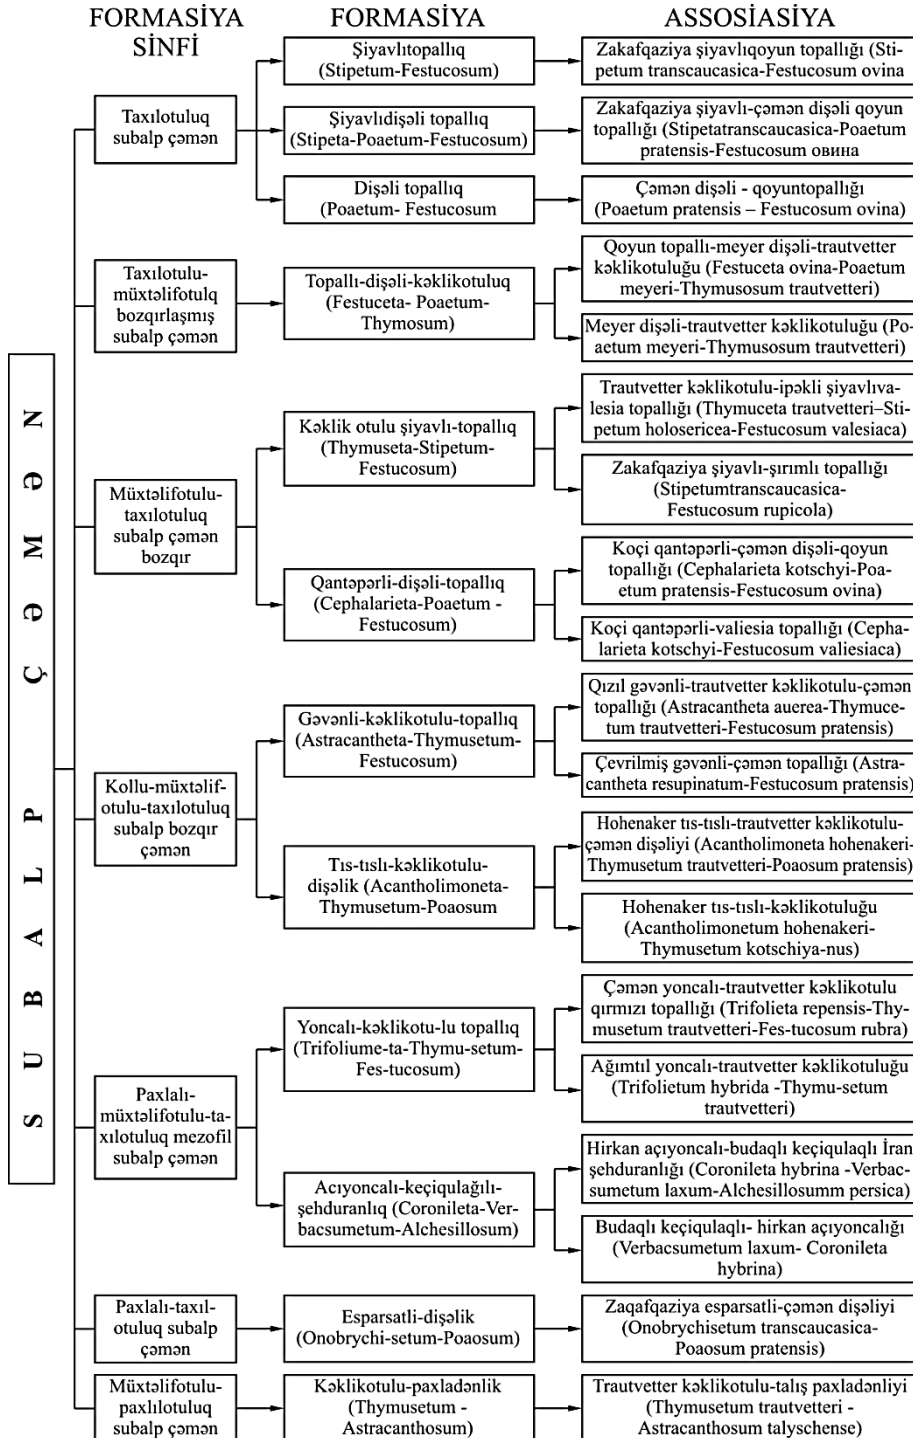 FORMASİYA
SİNFİ
FORMASİYA
ASSOSİASİYA
SUBALP ÇƏMƏN
Taxılotuluq
subalp çəmən
Şiyavlıtopallıq
(Stipetum-Festucosum)
Zakafqaziya şiyavlıqoyun topallığı (Sti-
petum transcaucasica-Festucosum ovina
Şiyavlıdişəli topallıq
(Stipeta-Poaetum-Festucosum)
Zakafqaziya şiyavlı-çəmən dişəli qoyun
topallığı (Stipetatranscaucasica-Poaetum
pratensis-Festucosum овина
Dişəli topallıq
(Poaetum- Festucosum
Çəmən dişəli - qoyuntopallığı
(Poaetum pratensis – Festucosum ovina)
Taxılotulu-
müxtəlifotulq
bozqırlaşmış
subalp çəmən
Topallı-dişəli-kəklikotuluq
(Festuceta- Poaetum-
Thymosum)
Qoyun topallı-meyer dişəli-trautvetter
kəklikotuluğu (Festuceta ovina-Poaetum
meyeri-Thymusosum trautvetteri)
Meyer dişəli-trautvetter kəklikotuluğu (Po-
aetum meyeri-Thymusosum trautvetteri)
Müxtəlifotulu-
taxılotuluq
subalp çəmən
bozqır
Kəklik otulu şiyavlı-topallıq
(Thymuseta-Stipetum-
Festucosum)
Trautvetter kəklikotulu-ipəkli şiyavlıva-
lesia topallığı (Thymuceta trautvetteri–Sti-
petum holosericea-Festucosum valesiaca)
Zakafqaziya şiyavlı-şırımlı topallığı
(Stipetumtranscaucasica-
Festucosum rupicola)
Qantəpərli-dişəli-topallıq
(Cephalarieta-Poaetum -
Festucosum)
Koçi qantəpərli-çəmən dişəli-qoyun
topallığı (Cephalarieta kotschyi-Poa-
etum pratensis-Festucosum ovina)
Koçi qantəpərli-valiesia topallığı (Cepha-
larieta kotschyi-Festucosum valiesiaca)
Kollu-müxtəlif-
otulu-taxılotuluq
subalp bozqır
çəmən
Gəvənli-kəklikotulu-topallıq
(Astracantheta-Thymusetum-
Festucosum)
Qızıl gəvənli-trautvetter kəklikotulu-çəmən
topallığı (Astracantheta auerea-Thymuce-
tum trautvetteri-Festucosum pratensis)
Çevrilmiş gəvənli-çəmən topallığı (Astra-
cantheta resupinatum-Festucosum pratensis)
Tıs-tıslı-kəklikotulu-
dişəlik (Acantholimoneta-
Thymusetum-Poaosum
Hohenaker tıs-tıslı-trautvetter kəklikotulu-
çəmən dişəliyi (Acantholimoneta hohenakeri-
Thymusetum trautvetteri-Poaosum pratensis)
Hohenaker tıs-tıslı-kəklikotuluğu
(Acantholimonetum hohenakeri-
Thymusetum kotschiya-nus)
Paxlalı-
müxtəlifotulu-ta-
xılotuluq mezofil
subalp çəmən
Yoncalı-kəklikotu-lu topallıq
(Trifoliume-ta-Thymu-setum-
Fes-tucosum)
Çəmən yoncalı-trautvetter kəklikotulu
qırmızı topallığı (Trifolieta repensis-Thy-
musetum trautvetteri-Fes-tucosum rubra)
Ağımtıl yoncalı-trautvetter kəklikotuluğu
(Trifolietum hybrida -Thymu-setum
trautvetteri)
Acıyoncalı-keçiqulağılı-
şehduranlıq (Coronileta-Ver-
bacsumetum-Alchesillosum)
Hirkan açıyoncalı-budaqlı keçiqulaqlı İran
şehduranlığı (Coronileta hybrina -Verbac-
sumetum laxum-Alchesillosumm persica)
Budaqlı keçiqulaqlı- hirkan açıyoncalığı
(Verbacsumetum laxum- Coronileta
hybrina)
Paxlalı-taxıl-
otuluq subalp
çəmən
Esparsatli-dişəlik
(Onobrychi-setum-Poaosum)
Zaqafqaziya esparsatli-çəmən dişəliyi
(Onobrychisetum transcaucasica-
Poaosum pratensis)
Müxtəlifotulu-
paxlılotuluq
subalp çəmən
Kəklikotulu-paxladənlik
(Thymusetum -
Astracanthosum)
Trautvetter kəklikotulu-talış paxladənliyi
(Thymusetum trautvetteri -
Astracanthosum talyschense)